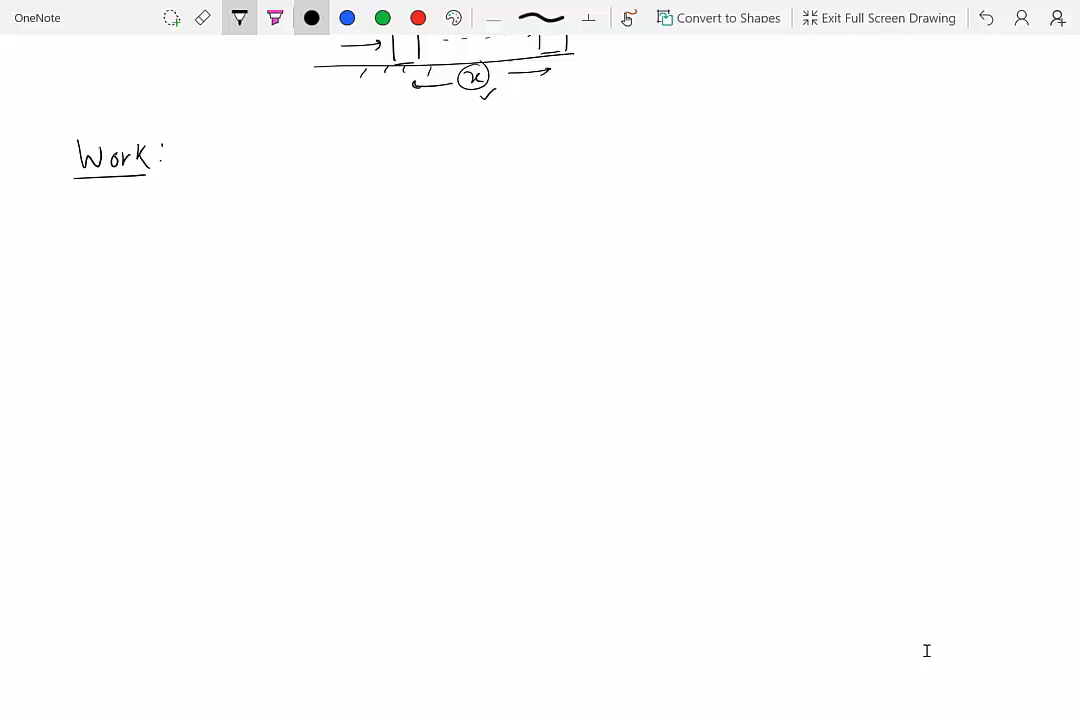 OneNote
Convert to Shapes
Exit Full Screen Drawing
x
Work: